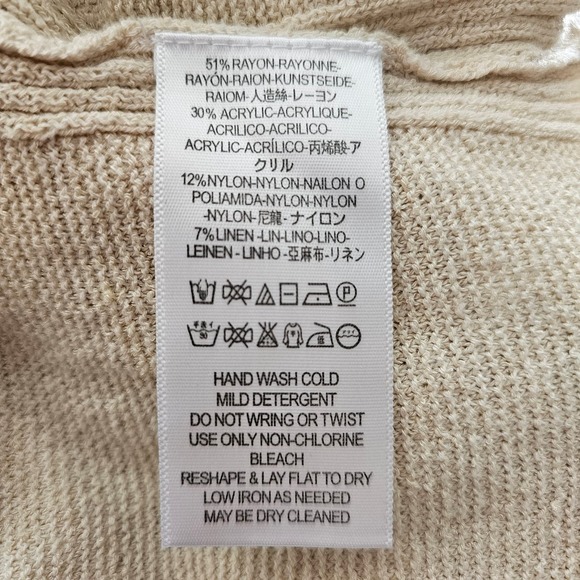 51% RAYON-RAYONNE-
RAYÓN-RAION-KUNSTSEIDE-
RAIOM-人造絲-レーヨン
30% ACRYLIC-ACRYLIQUE-
ACRILICO-ACRILICO-
ACRYLIC-ACRÍLICO-丙烯酸-ア
クリル
12%NYLON-NYLON-NAILON O
POLIAMIDA-NYLON-NYLON
-NYLON-尼龍- ナイロン
7% LINEN -LIN-LINO-LINO-
LEINEN - LINHO -亞麻布-リネン
P
30
HAND WASH COLD
MILD DETERGENT
DO NOT WRING OR TWIST
USE ONLY NON-CHLORINE
BLEACH
RESHAPE & LAY FLAT TO DRY
LOW IRON AS NEEDED
MAY BE DRY CLEANED